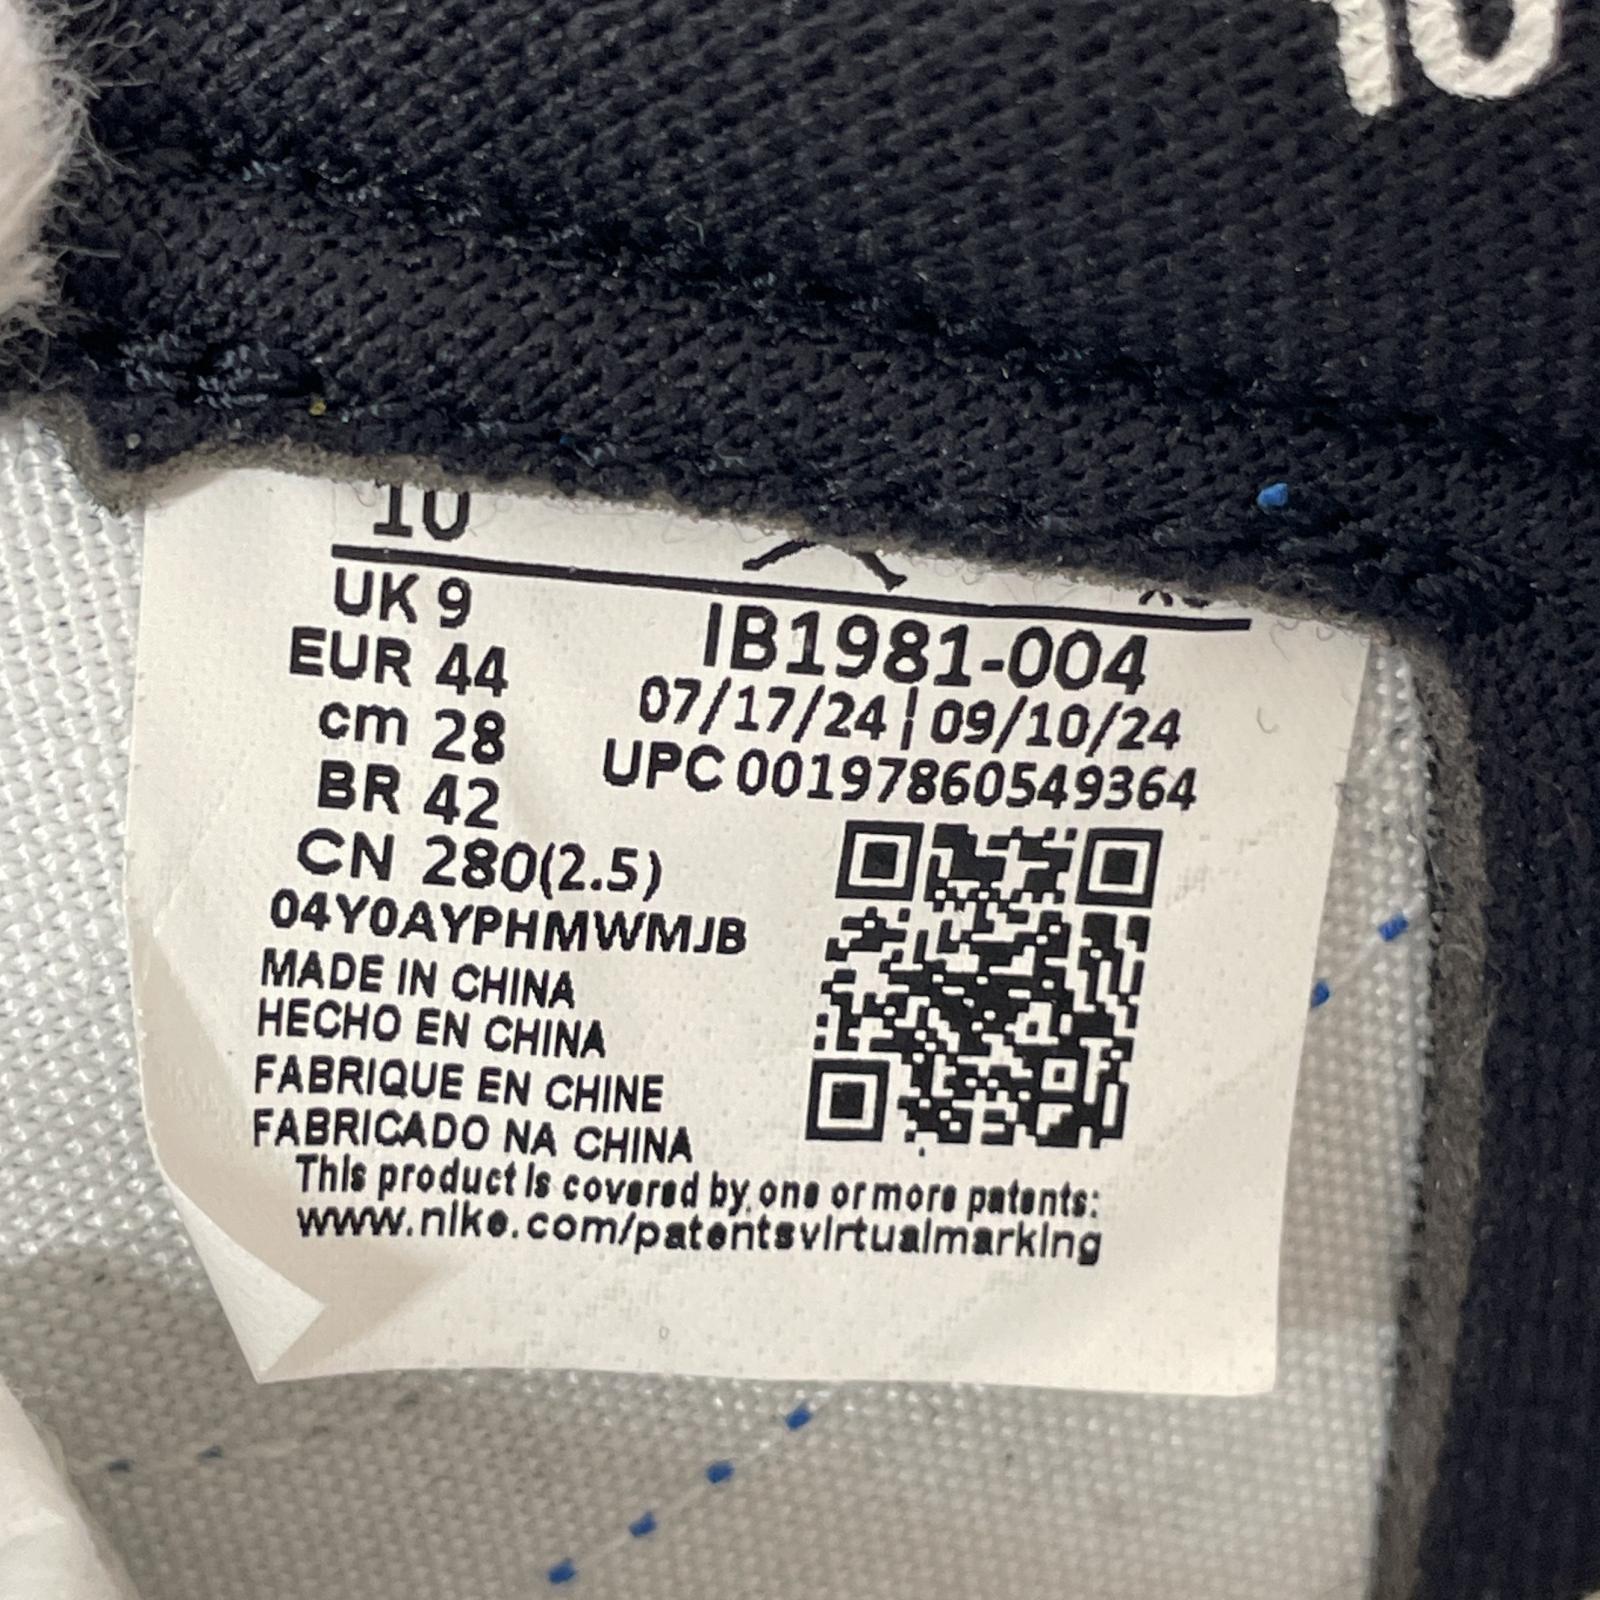 10
10
UK 9
EUR 44
cm 28
BR 42
CN 280(2.5)
04Y0AYPHMWMJB
IB1981-004
07/17/24 | 09/10/24
UPC 00197860549364
MADE IN CHINA
HECHO EN CHINA
FABRIQUE EN CHINE
FABRICADO NA CHINA
This product is covered by one or more patents:
www.nike.com/patentsvirtualmarking